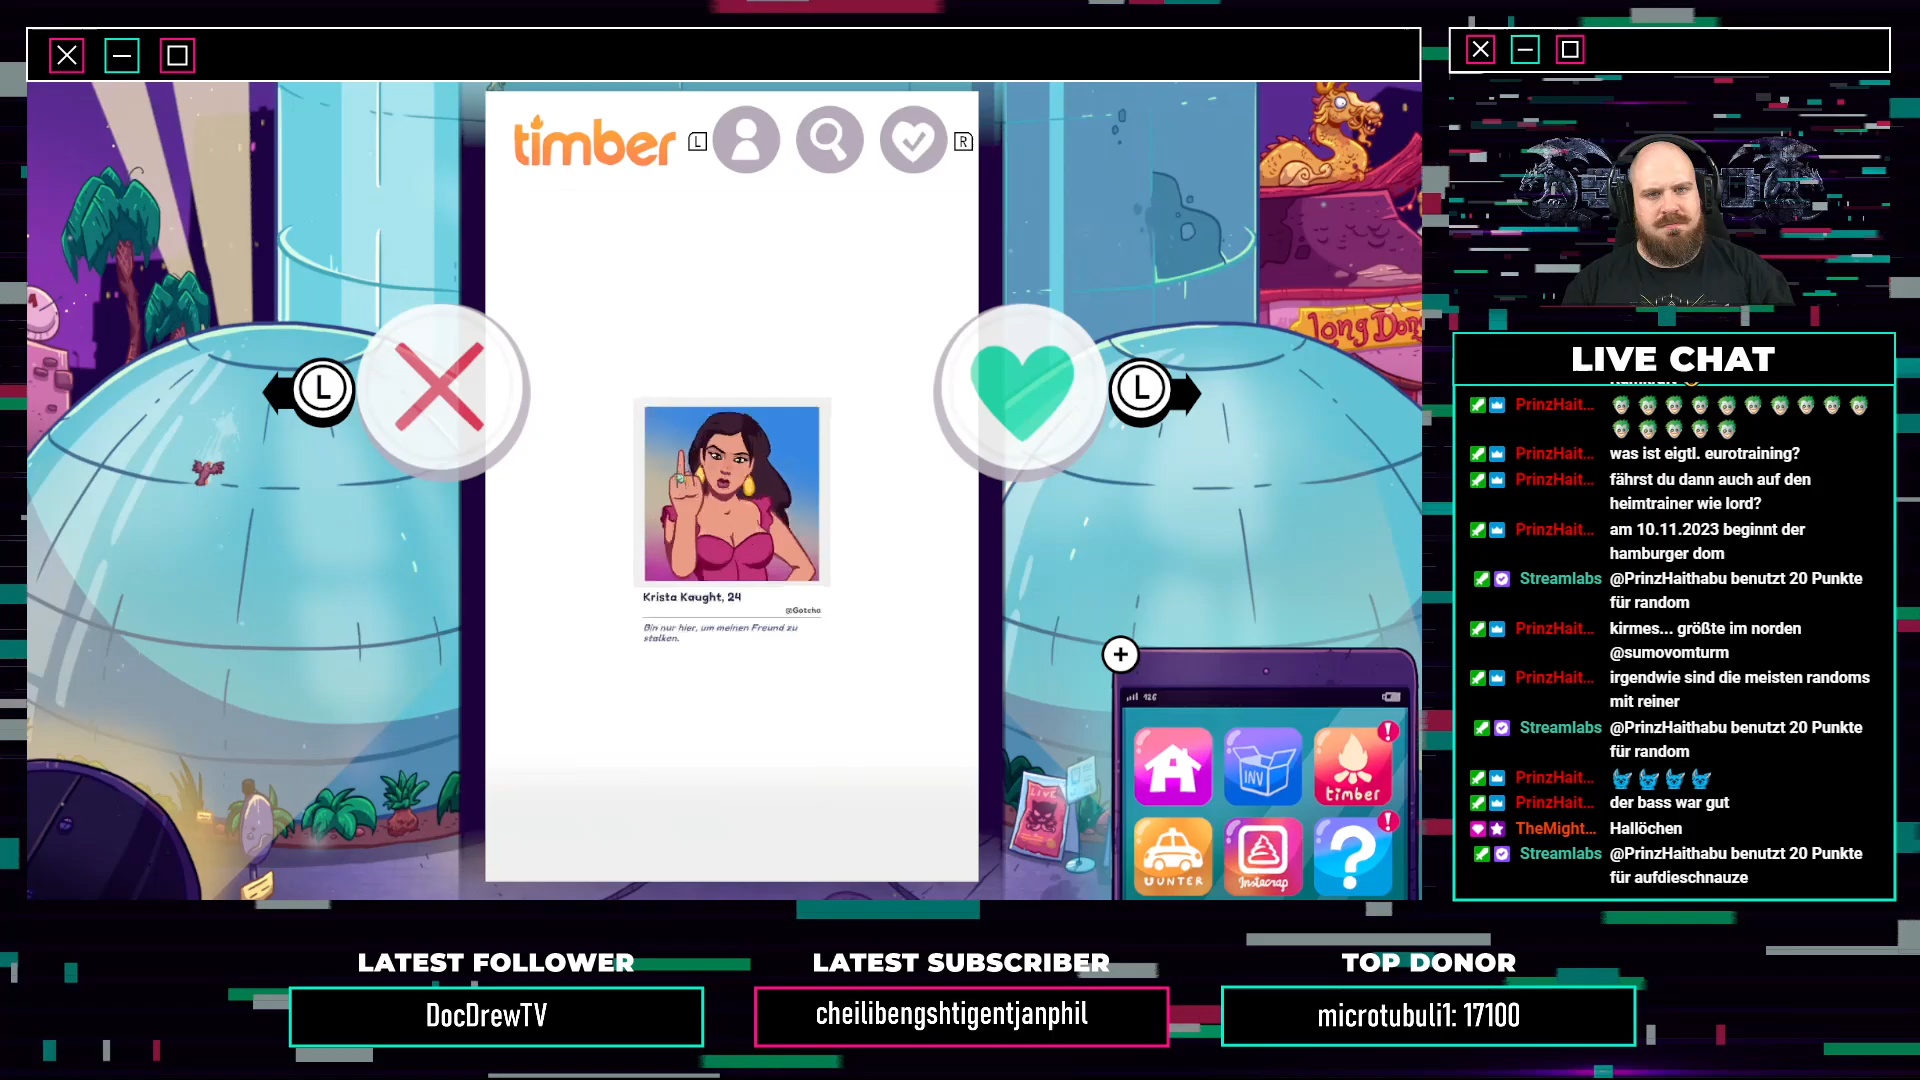 timber
L
R
L
L
Krista Kaught, 24
@Gotcha
Bin nur hier, um meinen Freund zu
stalken.
long Don
LIVE
+
12G
INV
timber
UUNTER
Instacrap
?
LIVE CHAT
PrinzHait...
PrinzHait... was ist eigtl. eurotraining?
PrinzHait... fährst du dann auch auf den
heimtrainer wie lord?
PrinzHait... am 10.11.2023 beginnt der
hamburger dom
Streamlabs @PrinzHaithabu benutzt 20 Punkte
für random
PrinzHait... kirmes... größte im norden
@sumovomturm
PrinzHait... irgendwie sind die meisten randoms
mit reiner
Streamlabs @PrinzHaithabu benutzt 20 Punkte
für random
PrinzHait...
PrinzHait... der bass war gut
TheMight... Hallöchen
Streamlabs @PrinzHaithabu benutzt 20 Punkte
für aufdieschnauze
LATEST FOLLOWER
DocDrewTV
LATEST SUBSCRIBER
cheilibengshtigentjanphil
TOP DONOR
microtubuli1: 17100